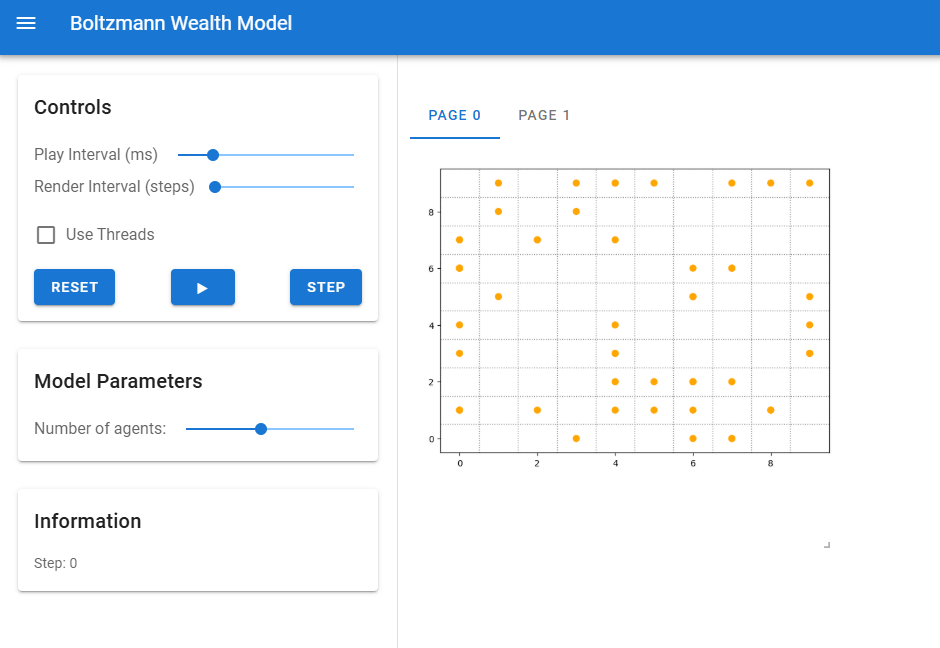 Boltzmann Wealth Model
Controls
Play Interval (ms)
Render Interval (steps)
Use Threads
RESET
STEP
Model Parameters
Number of agents:
Information
Step: 0
PAGE 0
PAGE 1
8
6
4
2
0
0
2
4
6
8